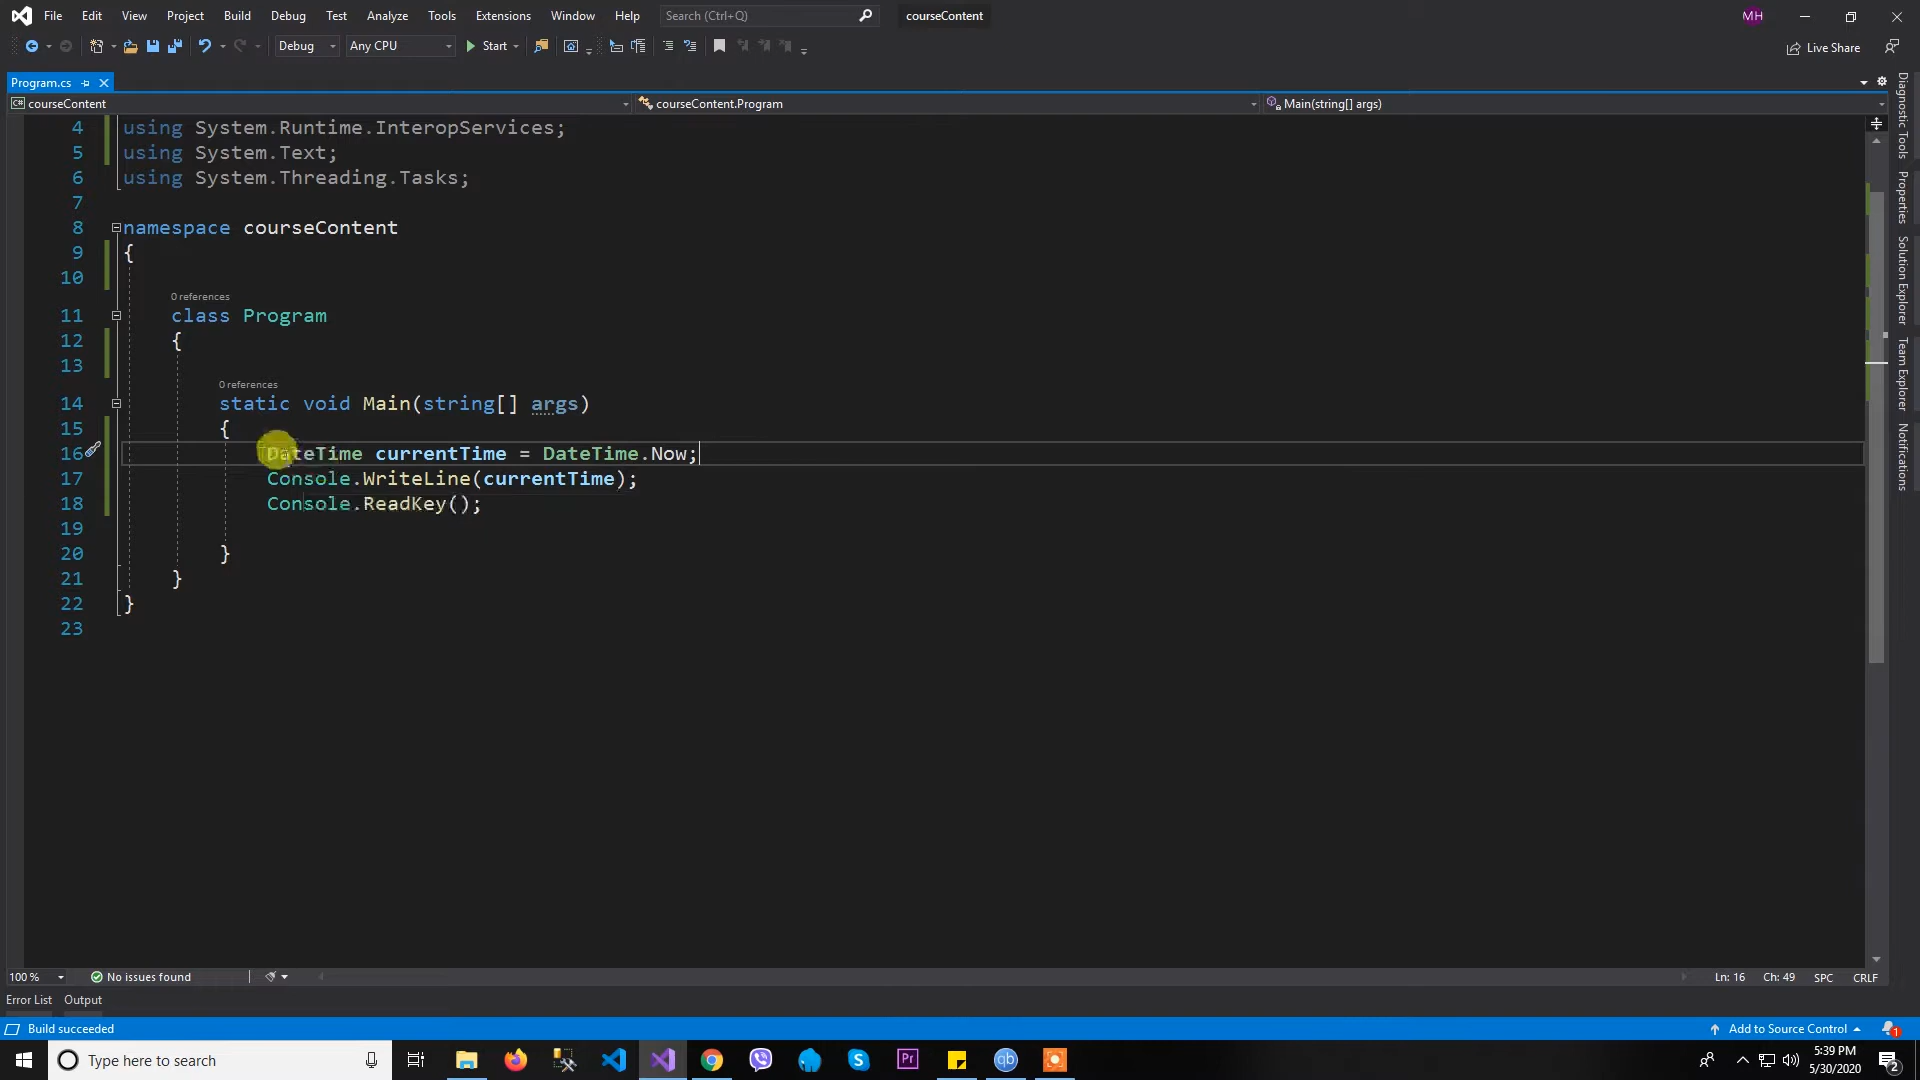 File Edit View Project Build Debug Test Analyze Tools Extensions Window Help Search (Ctrl+Q) courseContent MH
Debug Any CPU Start Live Share
Program.cs
C# courseContent courseContent.Program Main(string[] args)
4 using System.Runtime.InteropServices;
5 using System.Text;
6 using System.Threading.Tasks;
7
8 namespace courseContent
9 {
10
0 references
11 class Program
12 {
13
0 references
14 static void Main(string[] args)
15 {
16 DateTime currentTime = DateTime.Now;
17 Console.WriteLine(currentTime);
18 Console.ReadKey();
19
20 }
21 }
22 }
23
Diagnostic Tools
Properties
Solution Explorer
Team Explorer
Notifications
100 % No issues found Ln: 16 Ch: 49 SPC CRLF
Error List Output
Build succeeded Add to Source Control 1
Type here to search Pr qb 5:39 PM
5/30/2020 2